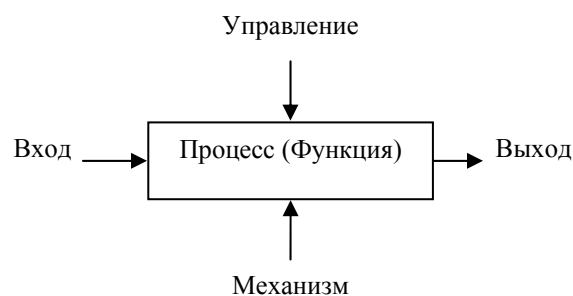 Управление
Вход
Процесс (Функция)
Выход
Механизм